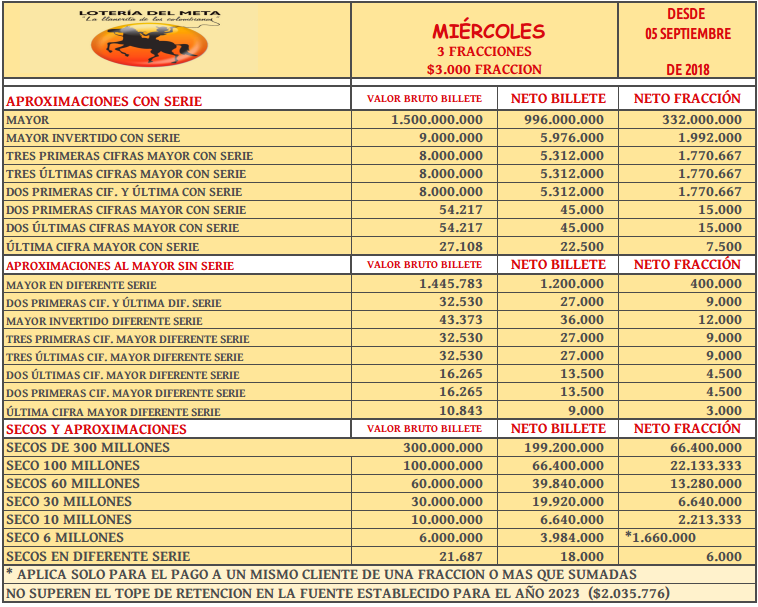 LOTERÍA DEL META
"La llanerita de los colombianos"
MIÉRCOLES
3 FRACCIONES
$3.000 FRACCION
DESDE
05 SEPTIEMBRE
DE 2018
APROXIMACIONES CON SERIE VALOR BRUTO BILLETE NETO BILLETE NETO FRACCIÓN
MAYOR 1.500.000.000 996.000.000 332.000.000
MAYOR INVERTIDO CON SERIE 9.000.000 5.976.000 1.992.000
TRES PRIMERAS CIFRAS MAYOR CON SERIE 8.000.000 5.312.000 1.770.667
TRES ÚLTIMAS CIFRAS MAYOR CON SERIE 8.000.000 5.312.000 1.770.667
DOS PRIMERAS CIF. Y ÚLTIMA CON SERIE 8.000.000 5.312.000 1.770.667
DOS PRIMERAS CIFRAS MAYOR CON SERIE 54.217 45.000 15.000
DOS ÚLTIMAS CIFRAS MAYOR CON SERIE 54.217 45.000 15.000
ÚLTIMA CIFRA MAYOR CON SERIE 27.108 22.500 7.500
APROXIMACIONES AL MAYOR SIN SERIE VALOR BRUTO BILLETE NETO BILLETE NETO FRACCIÓN
MAYOR EN DIFERENTE SERIE 1.445.783 1.200.000 400.000
DOS PRIMERAS CIF. Y ÚLTIMA DIF. SERIE 32.530 27.000 9.000
MAYOR INVERTIDO DIFERENTE SERIE 43.373 36.000 12.000
TRES PRIMERAS CIF. MAYOR DIFERENTE SERIE 32.530 27.000 9.000
TRES ÚLTIMAS CIF. MAYOR DIFERENTE SERIE 32.530 27.000 9.000
DOS ÚLTIMAS CIF. MAYOR DIFERENTE SERIE 16.265 13.500 4.500
DOS PRIMERAS CIF. MAYOR DIFERENTE SERIE 16.265 13.500 4.500
ÚLTIMA CIFRA MAYOR DIFERENTE SERIE 10.843 9.000 3.000
SECOS Y APROXIMACIONES VALOR BRUTO BILLETE NETO BILLETE NETO FRACCIÓN
SECOS DE 300 MILLONES 300.000.000 199.200.000 66.400.000
SECO 100 MILLONES 100.000.000 66.400.000 22.133.333
SECOS 60 MILLONES 60.000.000 39.840.000 13.280.000
SECO 30 MILLONES 30.000.000 19.920.000 6.640.000
SECO 10 MILLONES 10.000.000 6.640.000 2.213.333
SECO 6 MILLONES 6.000.000 3.984.000 *1.660.000
SECOS EN DIFERENTE SERIE 21.687 18.000 6.000
* APLICA SOLO PARA EL PAGO A UN MISMO CLIENTE DE UNA FRACCION O MAS QUE SUMADAS
NO SUPEREN EL TOPE DE RETENCION EN LA FUENTE ESTABLECIDO PARA EL AÑO 2023 ($2.035.776)